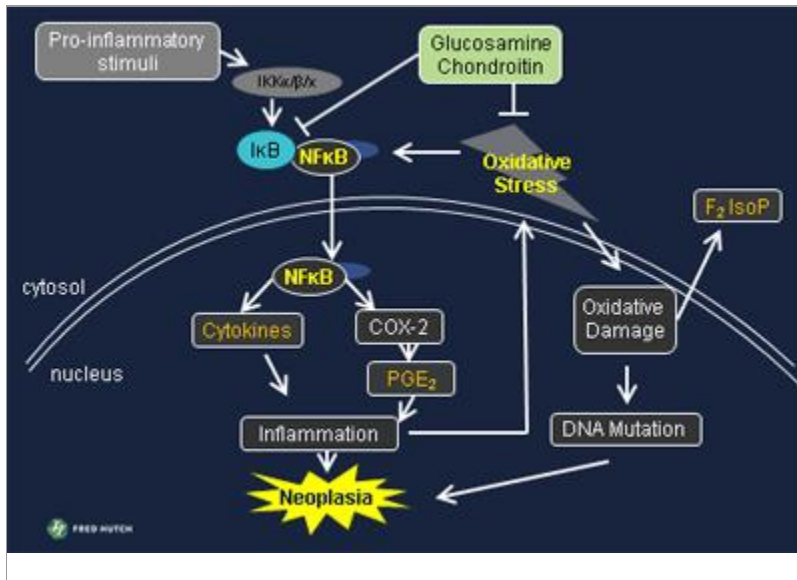 Pro-inflammatory
stimuli
Glucosamine
Chondroitin
IKKα/β/x
IκB
NFκB
Oxidative
Stress
F₂ IsoP
cytosol
NFκB
Oxidative
Damage
Cytokines
COX-2
nucleus
PGE₂
Inflammation
DNA Mutation
Neoplasia
FRED HUTCH